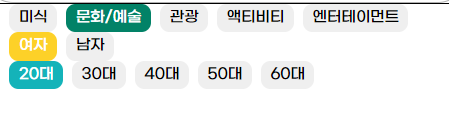 미식 문화/예술 관광 액티비티 엔터테이먼트
여자 남자
20대 30대 40대 50대 60대